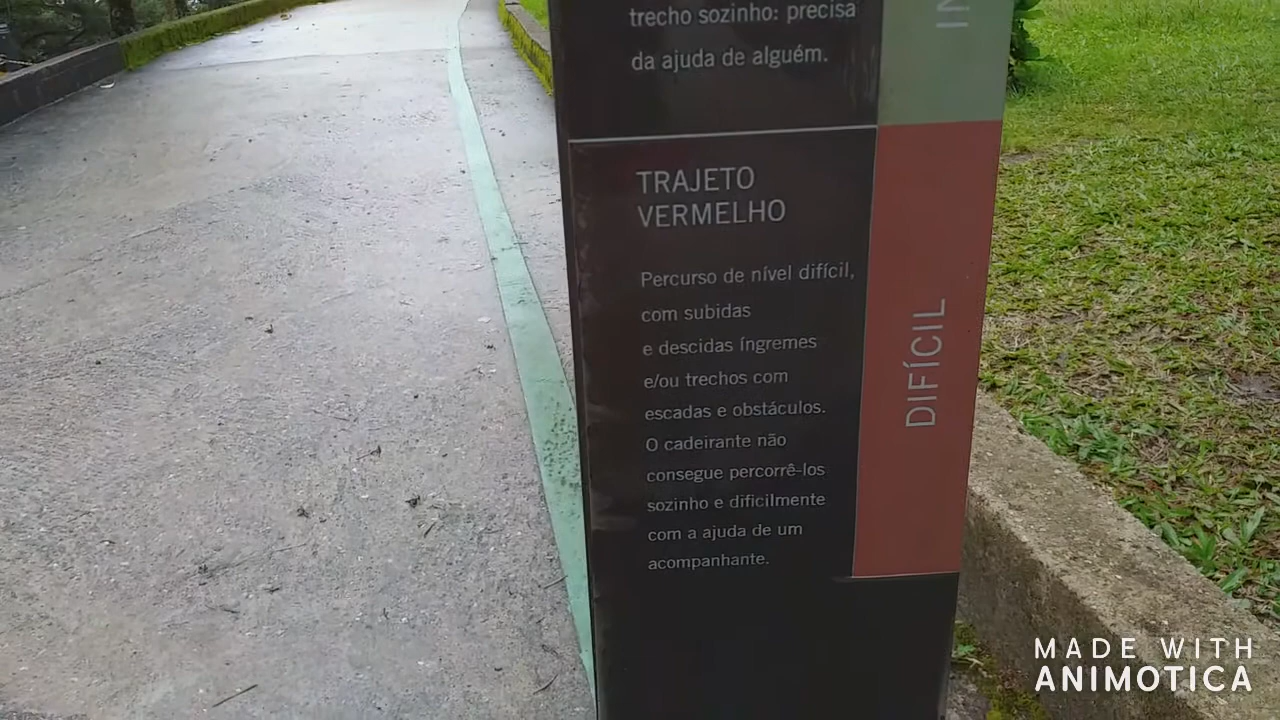 trecho sozinho: precisa
da ajuda de alguém.
IN
TRAJETO
VERMELHO
Percurso de nível difícil,
com subidas
e descidas íngremes
e/ou trechos com
escadas e obstáculos.
O cadeirante não
consegue percorrê-los
sozinho e dificilmente
com a ajuda de um
acompanhante.
DIFÍCIL
MADE WITH
ANIMOTICA